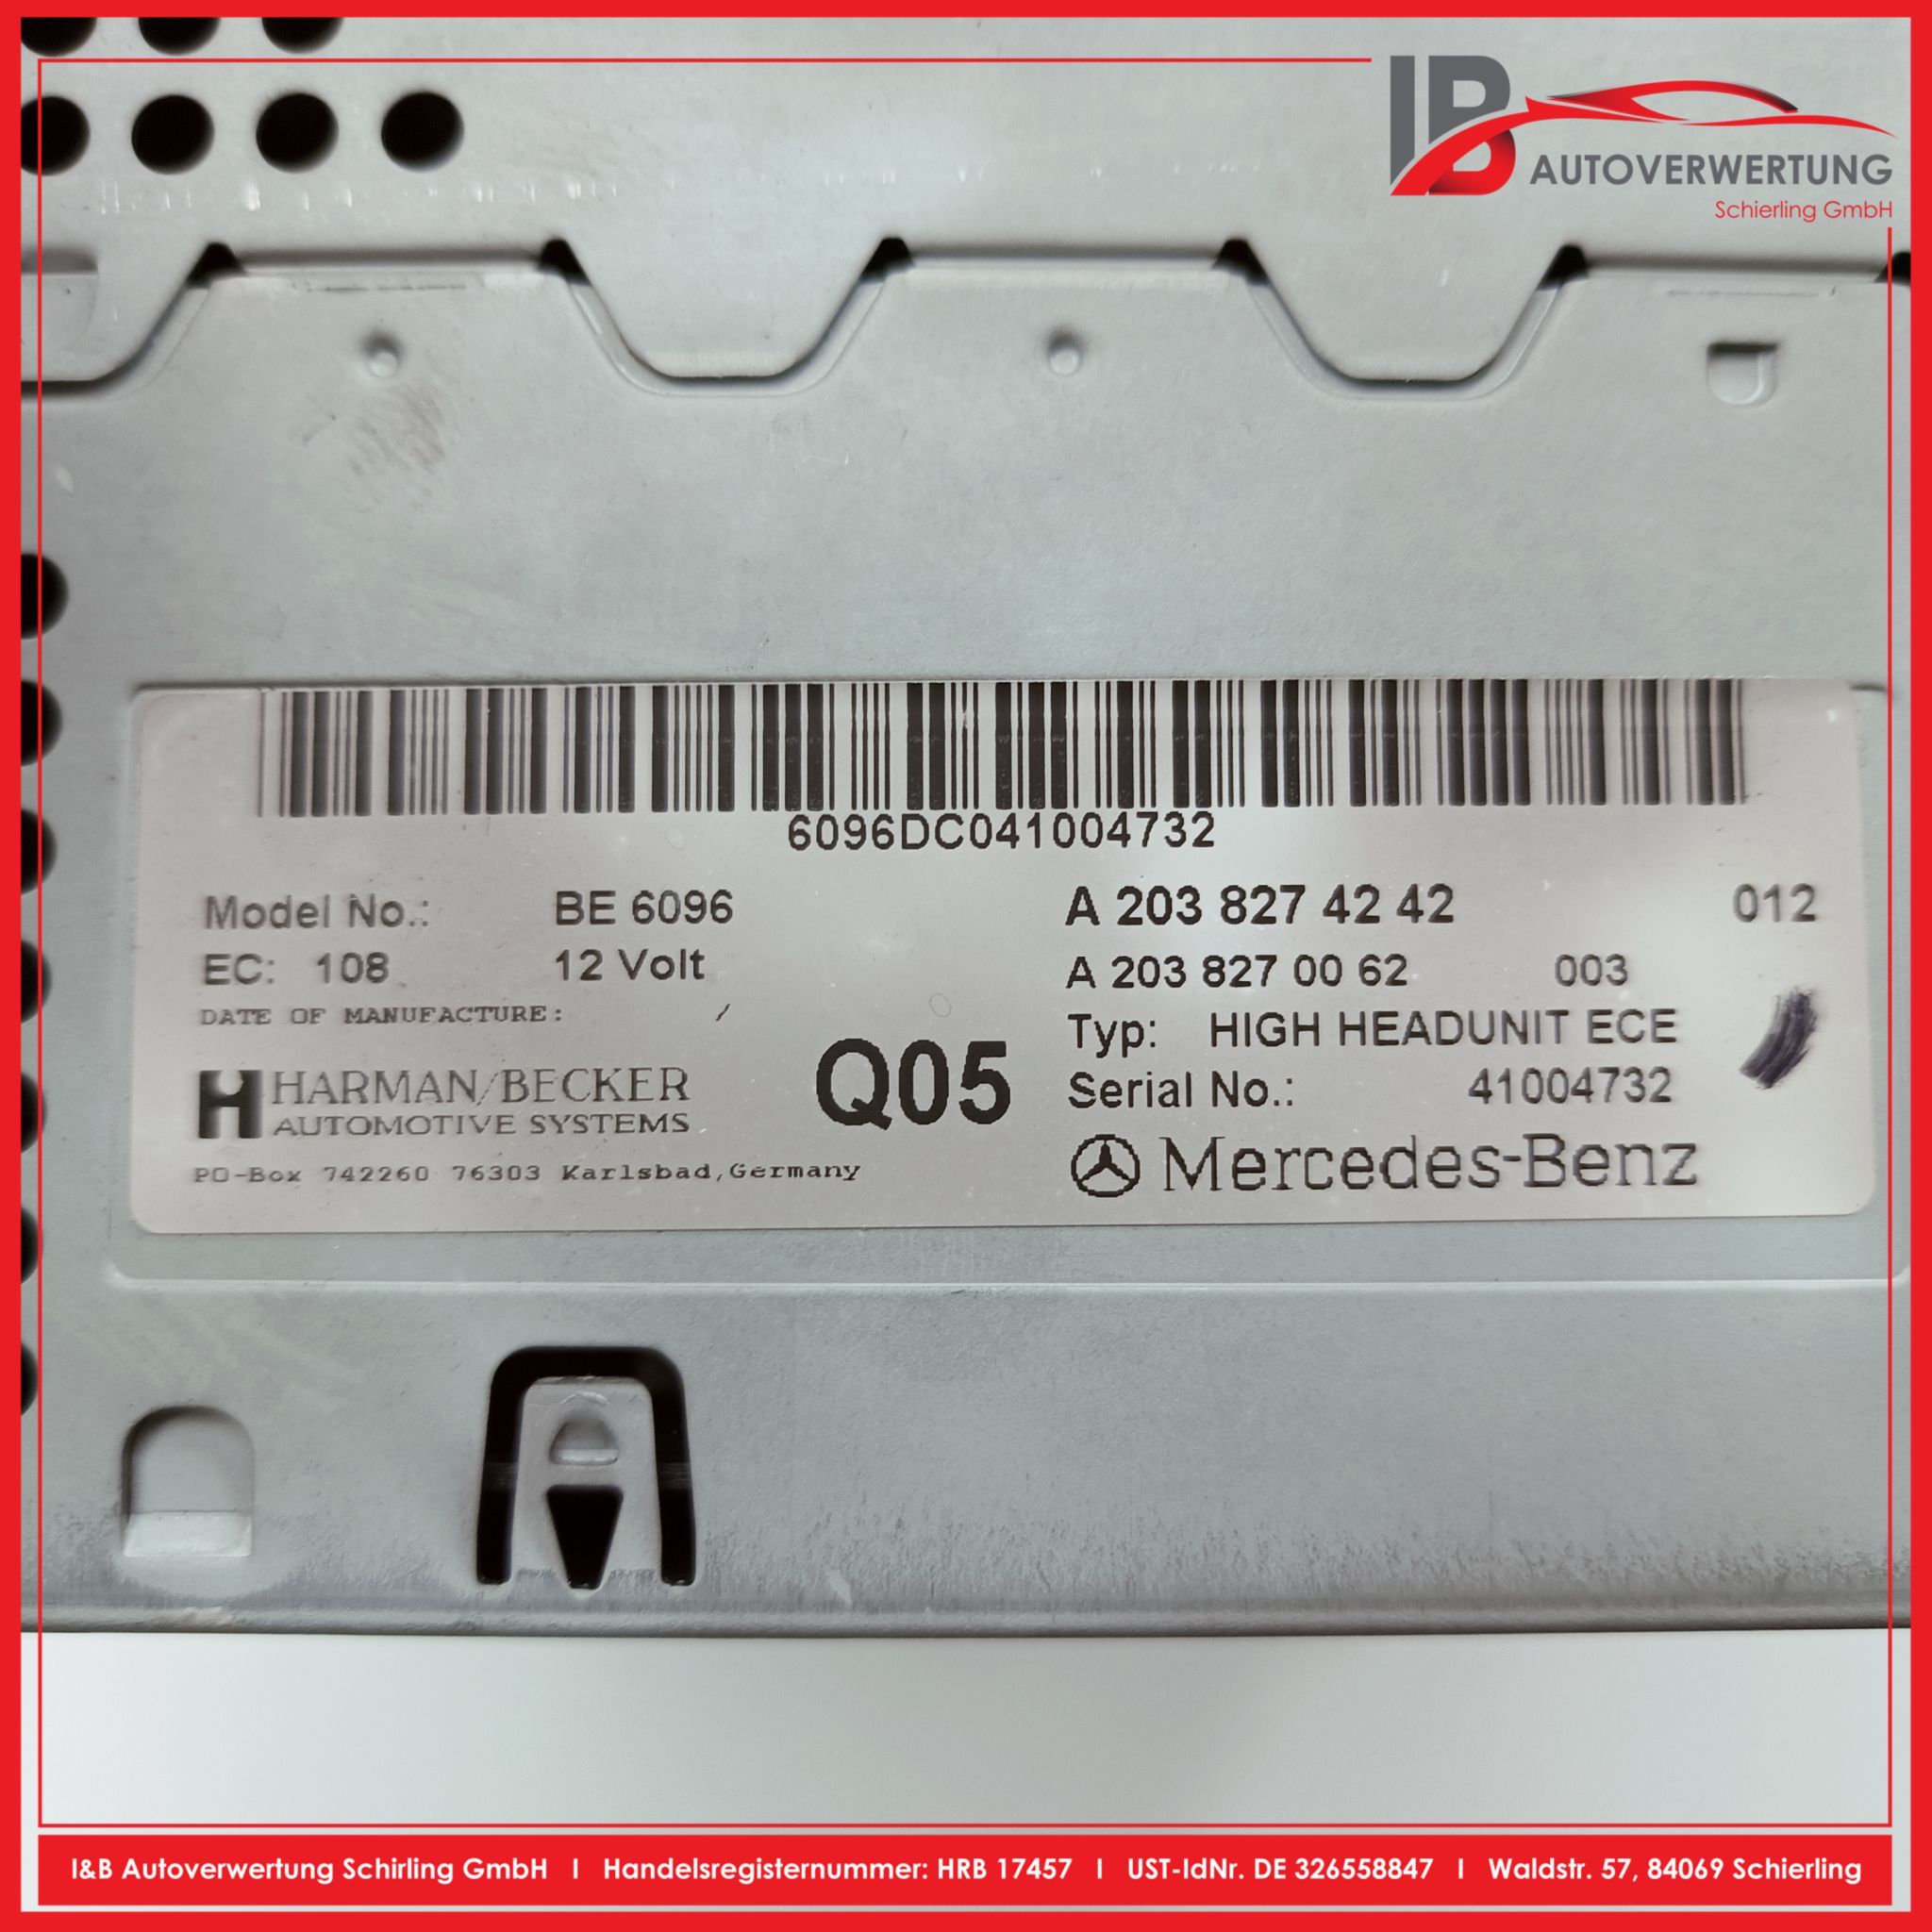 IB
AUTOVERWERTUNG
Schierling GmbH
6096DC041004732
Model No.: BE 6096 A 203 827 42 42 012
EC: 108 12 Volt A 203 827 00 62 003
DATE OF MANUFACTURE: /
Typ: HIGH HEADUNIT ECE
HARMAN/BECKER
AUTOMOTIVE SYSTEMS
Q05
Serial No.: 41004732
PO-Box 742260 76303 Karlsbad,Germany
Mercedes-Benz
I&B Autoverwertung Schirling GmbH I Handelsregisternummer: HRB 17457 I UST-IdNr. DE 326558847 I Waldstr. 57, 84069 Schierling